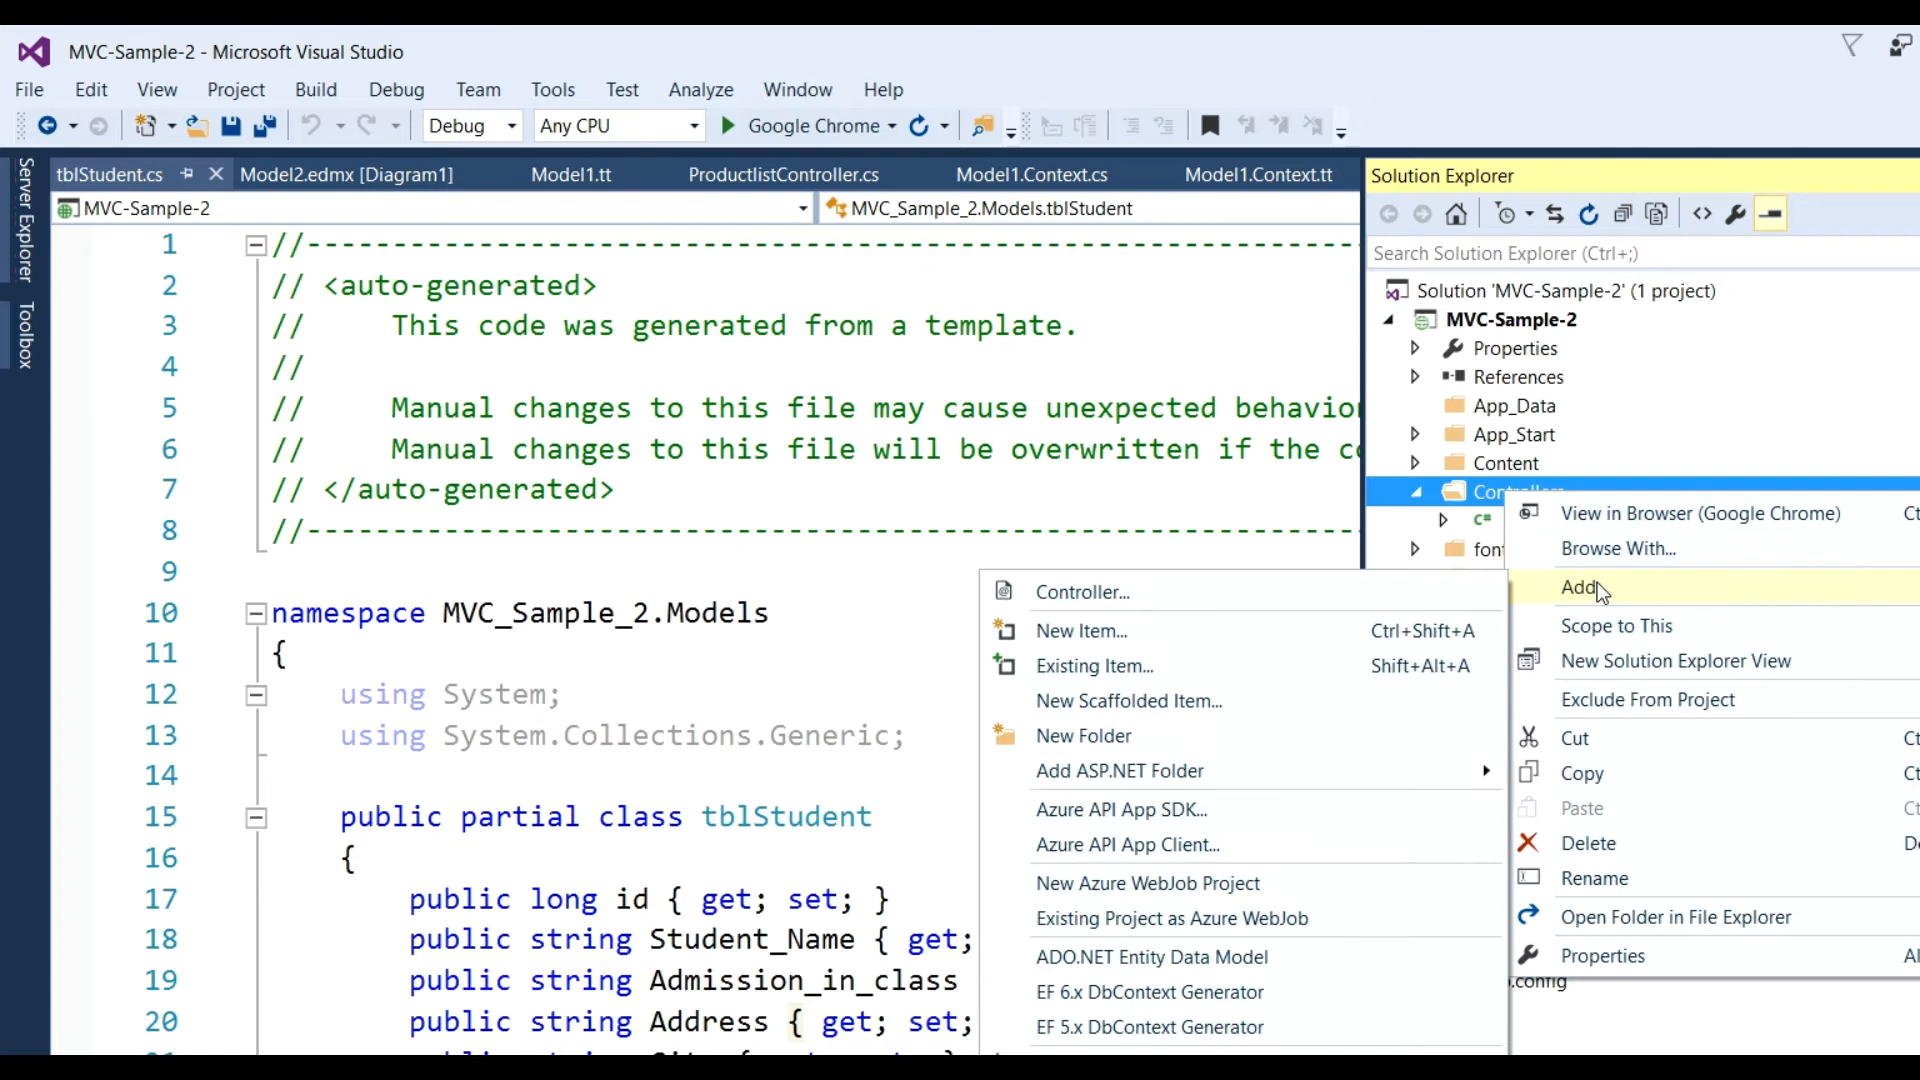 MVC-Sample-2 - Microsoft Visual Studio
File Edit View Project Build Debug Team Tools Test Analyze Window Help
Debug Any CPU Google Chrome
Server Explorer
Toolbox
tblStudent.cs Model2.edmx [Diagram1] Model1.tt ProductlistController.cs Model1.Context.cs Model1.Context.tt
MVC-Sample-2 MVC_Sample_2.Models.tblStudent
1 //--------------------------------------------------------------
2 // <auto-generated>
3 //     This code was generated from a template.
4 //
5 //     Manual changes to this file may cause unexpected behavior
6 //     Manual changes to this file will be overwritten if the
7 // </auto-generated>
8 //--------------------------------------------------------------
9
10 namespace MVC_Sample_2.Models
11 {
12     using System;
13     using System.Collections.Generic;
14
15     public partial class tblStudent
16     {
17         public long id { get; set; }
18         public string Student_Name { get;
19         public string Admission_in_class
20         public string Address { get; set;
Solution Explorer
Search Solution Explorer (Ctrl+;)
Solution 'MVC-Sample-2' (1 project)
MVC-Sample-2
Properties
References
App_Data
App_Start
Content
C#
.config
View in Browser (Google Chrome)
Browse With...
Add
Scope to This
New Solution Explorer View
Exclude From Project
Cut
Copy
Paste
Delete
Rename
Open Folder in File Explorer
Properties
Controller...
New Item... Ctrl+Shift+A
Existing Item... Shift+Alt+A
New Scaffolded Item...
New Folder
Add ASP.NET Folder
Azure API App SDK...
Azure API App Client...
New Azure WebJob Project
Existing Project as Azure WebJob
ADO.NET Entity Data Model
EF 6.x DbContext Generator
EF 5.x DbContext Generator